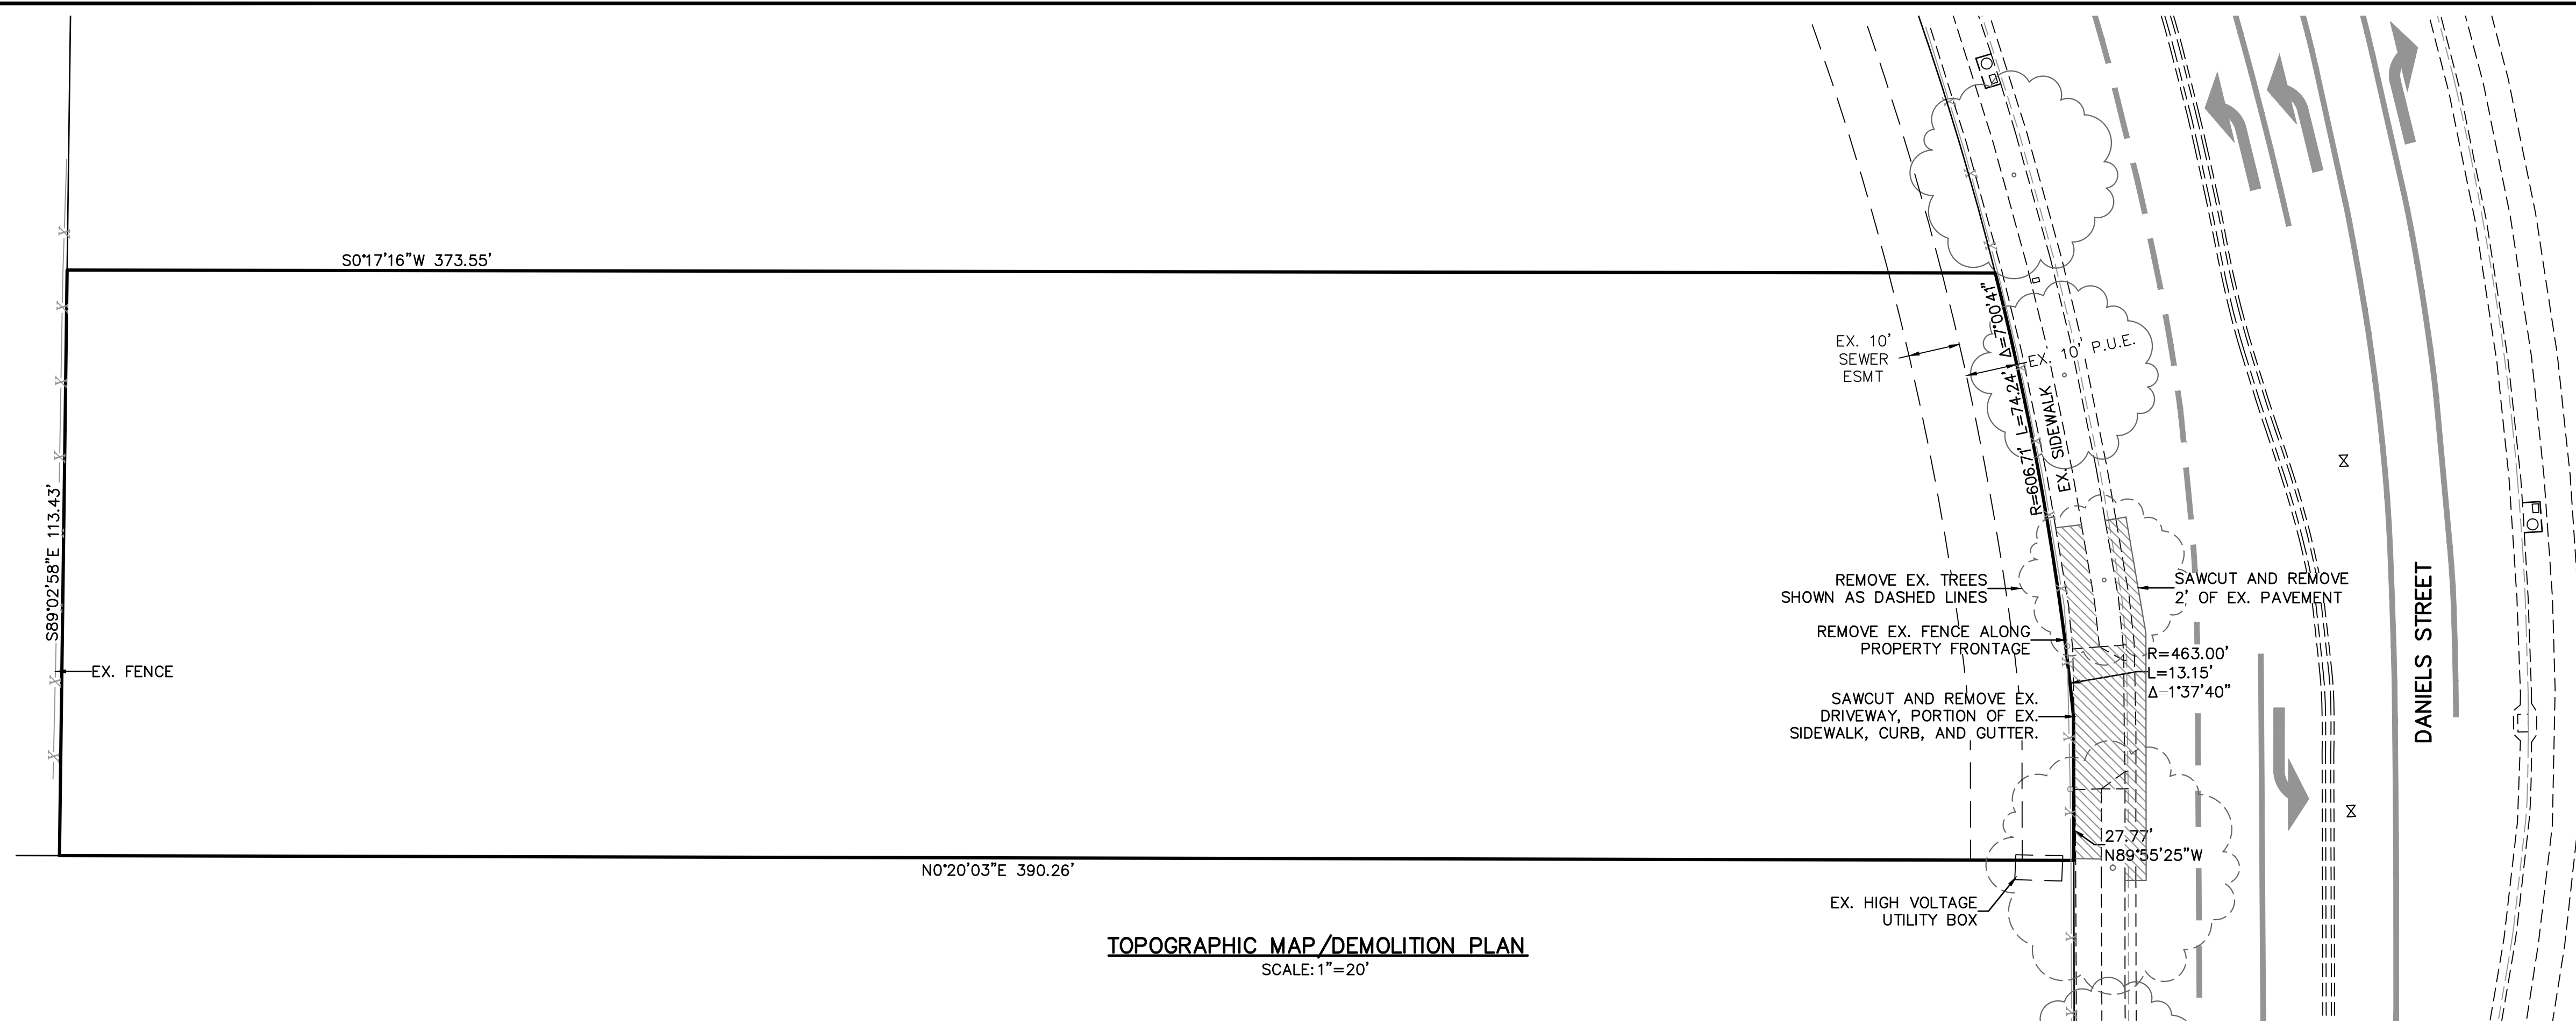 S0°17'16"W 373.55'
S89°02'58"E 113.43'
EX. FENCE
N0°20'03"E 390.26'
EX. 10'
SEWER
ESMT
R=606.71' L=74.24' Δ=7°00'41"
EX. 10' P.U.E.
EX. SIDEWALK
REMOVE EX. TREES
SHOWN AS DASHED LINES
REMOVE EX. FENCE ALONG
PROPERTY FRONTAGE
SAWCUT AND REMOVE EX.
DRIVEWAY, PORTION OF EX.
SIDEWALK, CURB, AND GUTTER.
SAWCUT AND REMOVE
2' OF EX. PAVEMENT
R=463.00'
L=13.15'
Δ=1°37'40"
27.77'
N89°55'25"W
EX. HIGH VOLTAGE
UTILITY BOX
DANIELS STREET
TOPOGRAPHIC MAP/DEMOLITION PLAN
SCALE: 1"=20'